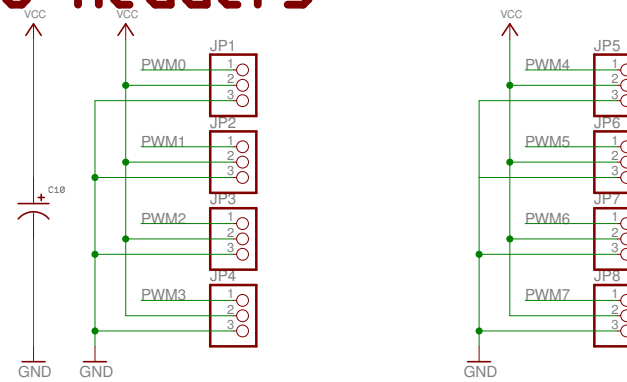 Headers
VCC
VCC
VCC
JP1
PWM0
1
2
3
JP2
PWM1
1
2
3
JP3
PWM2
1
2
3
JP4
PWM3
1
2
3
C10
+
GND
GND
JP5
PWM4
1
2
3
JP6
PWM5
1
2
3
JP7
PWM6
1
2
3
JP8
PWM7
1
2
3
GND